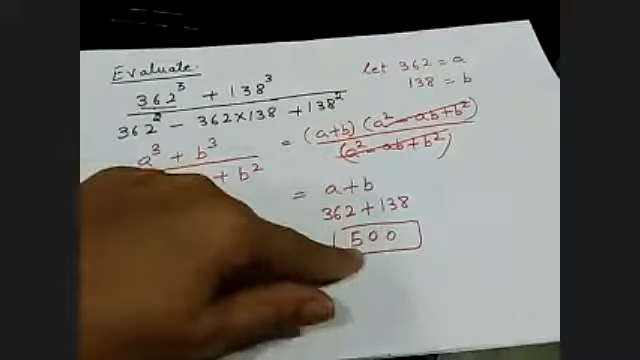 Evaluate.
let 362 = a
138 = b
362³ + 138³
362² - 362×138 + 138²
= (a+b) (a² - ab + b²)
(a² - ab + b²)
a³ + b³
+ b²
= a+b
362 + 138
500